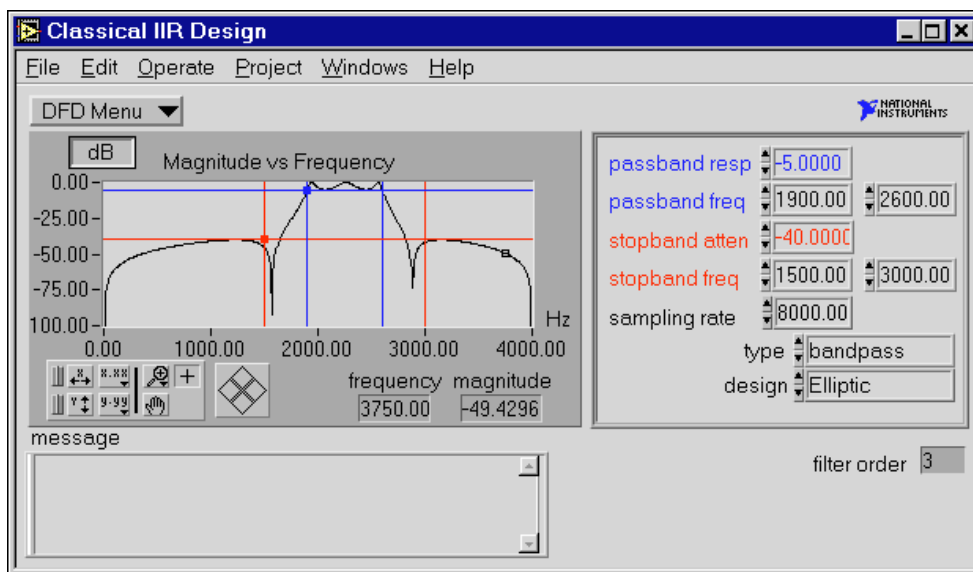 Classical IIR Design
File Edit Operate Project Windows Help
DFD Menu
NATIONAL
INSTRUMENTS
dB
Magnitude vs Frequency
0.00
-25.00
-50.00
-75.00
100.00
0.00 1000.00 2000.00 3000.00 4000.00
Hz
X X.XX
Y Y.YY
frequency magnitude
3750.00 -49.4296
passband resp -5.0000
passband freq 1900.00 2600.00
stopband atten -40.0000
stopband freq 1500.00 3000.00
sampling rate 8000.00
type bandpass
design Elliptic
message
filter order 3